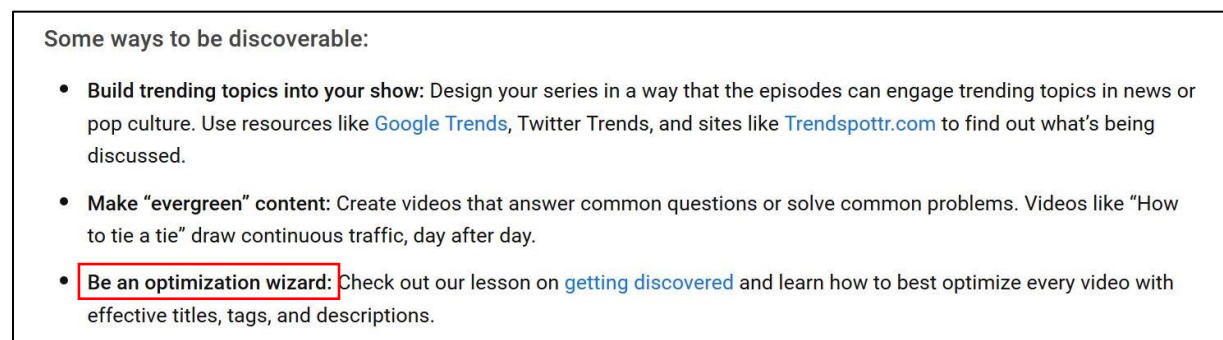 Some ways to be discoverable:
• Build trending topics into your show: Design your series in a way that the episodes can engage trending topics in news or
pop culture. Use resources like Google Trends, Twitter Trends, and sites like Trendspottr.com to find out what’s being
discussed.
• Make “evergreen” content: Create videos that answer common questions or solve common problems. Videos like “How
to tie a tie” draw continuous traffic, day after day.
• Be an optimization wizard: Check out our lesson on getting discovered and learn how to best optimize every video with
effective titles, tags, and descriptions.